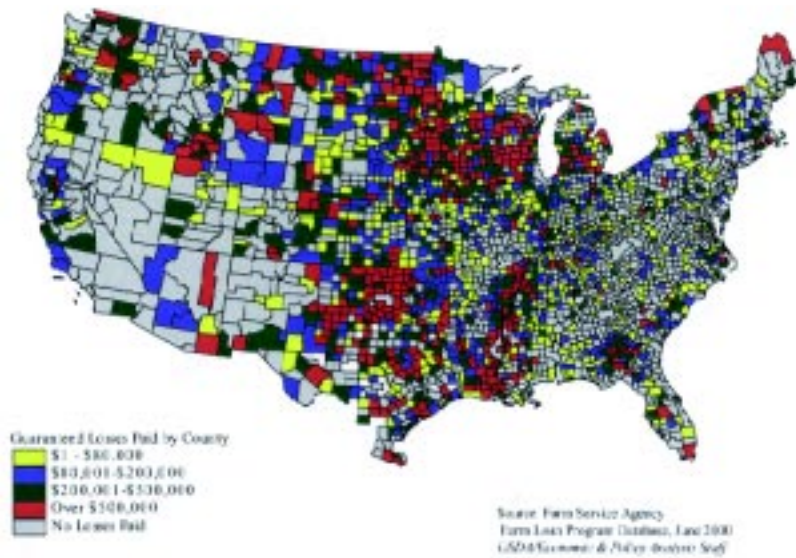 Guaranteed Losses Paid by County
$1 - $80,000
$80,001-$200,000
$200,001-$500,000
Over $500,000
No Losses Paid
Source: Farm Service Agency
Farm Loan Program Database, June 2000
USDA/Economic & Policy Analysis Staff